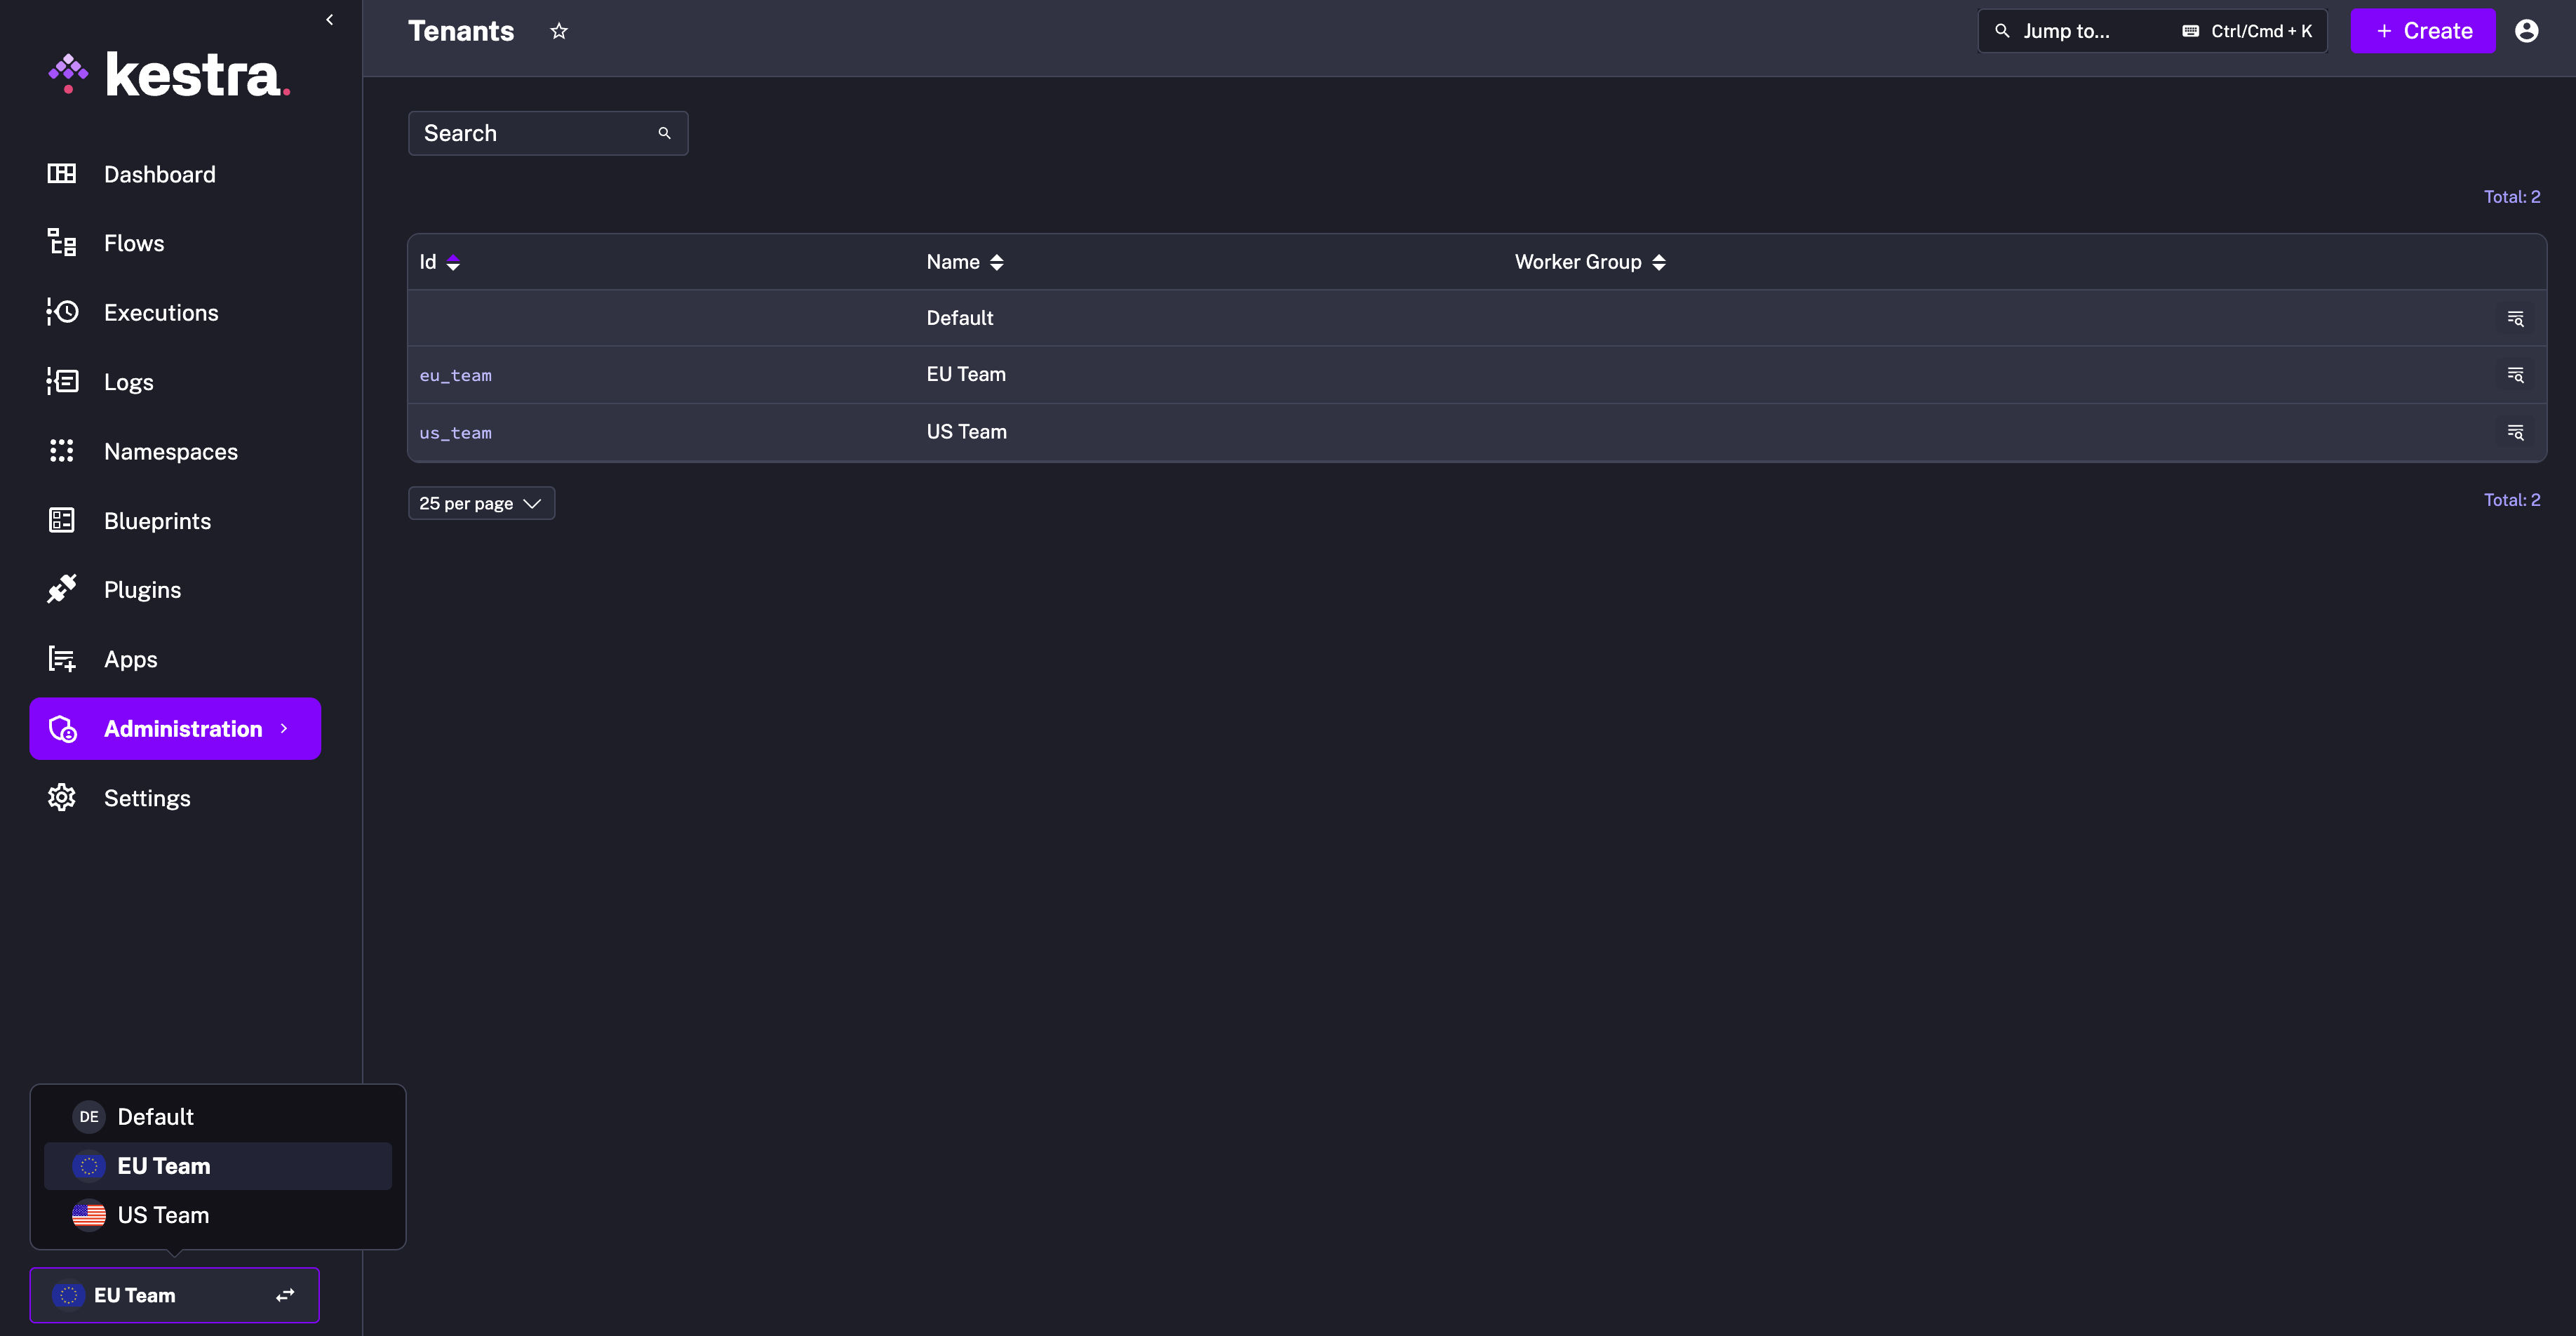 kestra.
Dashboard
Flows
Executions
Logs
Namespaces
Blueprints
Plugins
Apps
Administration
Settings
DE Default
EU Team
US Team
EU Team
Tenants
Jump to... Ctrl/Cmd + K
+ Create
Search
Total: 2
Id Name Worker Group
Default
eu_team EU Team
us_team US Team
25 per page
Total: 2